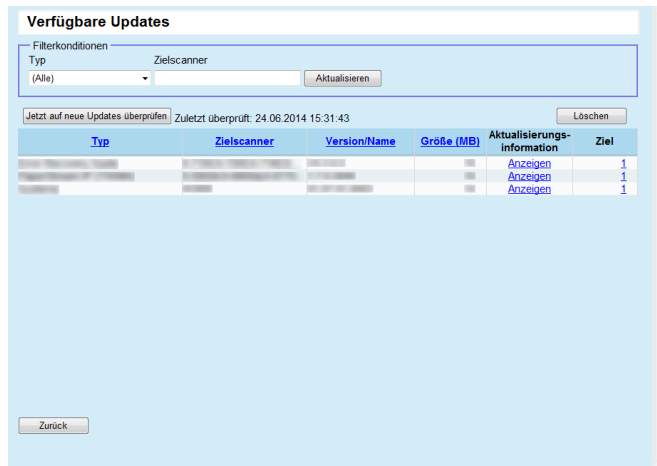 Verfügbare Updates
Filterkonditionen
Typ Zielscanner
(Alle) Aktualisieren
Jetzt auf neue Updates überprüfen Zuletzt überprüft: 24.06.2014 15:31:43 Löschen
Typ Zielscanner Version/Name Größe (MB) Aktualisierungs-information Ziel
Anzeigen 1
Anzeigen 1
Anzeigen 1
Zurück